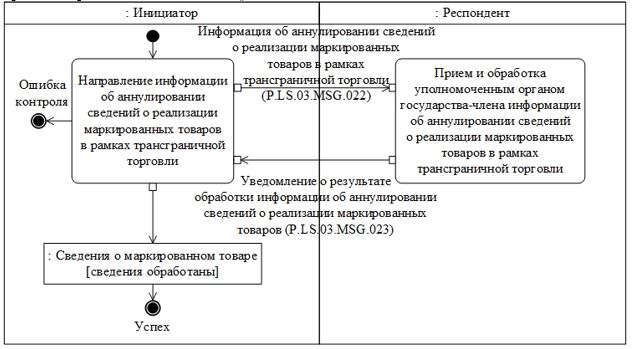 : Инициатор
: Респондент
Информация об аннулировании сведений
о реализации маркированных
товаров в рамках
трансграничной торговли
(P.LS.03.MSG.022)
Ошибка
контроля
Направление информации
об аннулировании
сведений о реализации
маркированных товаров
в рамках трансграничной
торговли
Прием и обработка
уполномоченным органом
государства-члена информации
об аннулировании сведений
о реализации маркированных
товаров в рамках
трансграничной торговли
Уведомление о результате
обработки информации об аннулировании
сведений о реализации маркированных
товаров (P.LS.03.MSG.023)
: Сведения о маркированном товаре
[сведения обработаны]
Успех